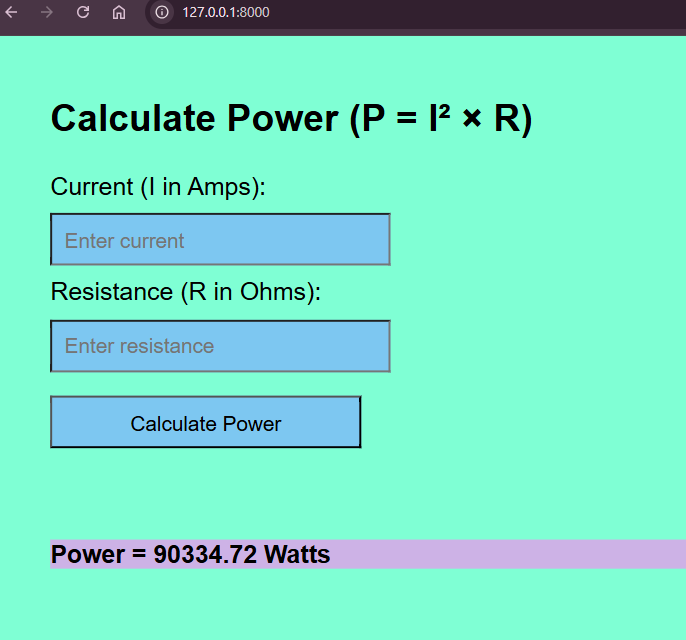 127.0.0.1:8000
Calculate Power (P = I² × R)
Current (I in Amps):
Enter current
Resistance (R in Ohms):
Enter resistance
Calculate Power
Power = 90334.72 Watts